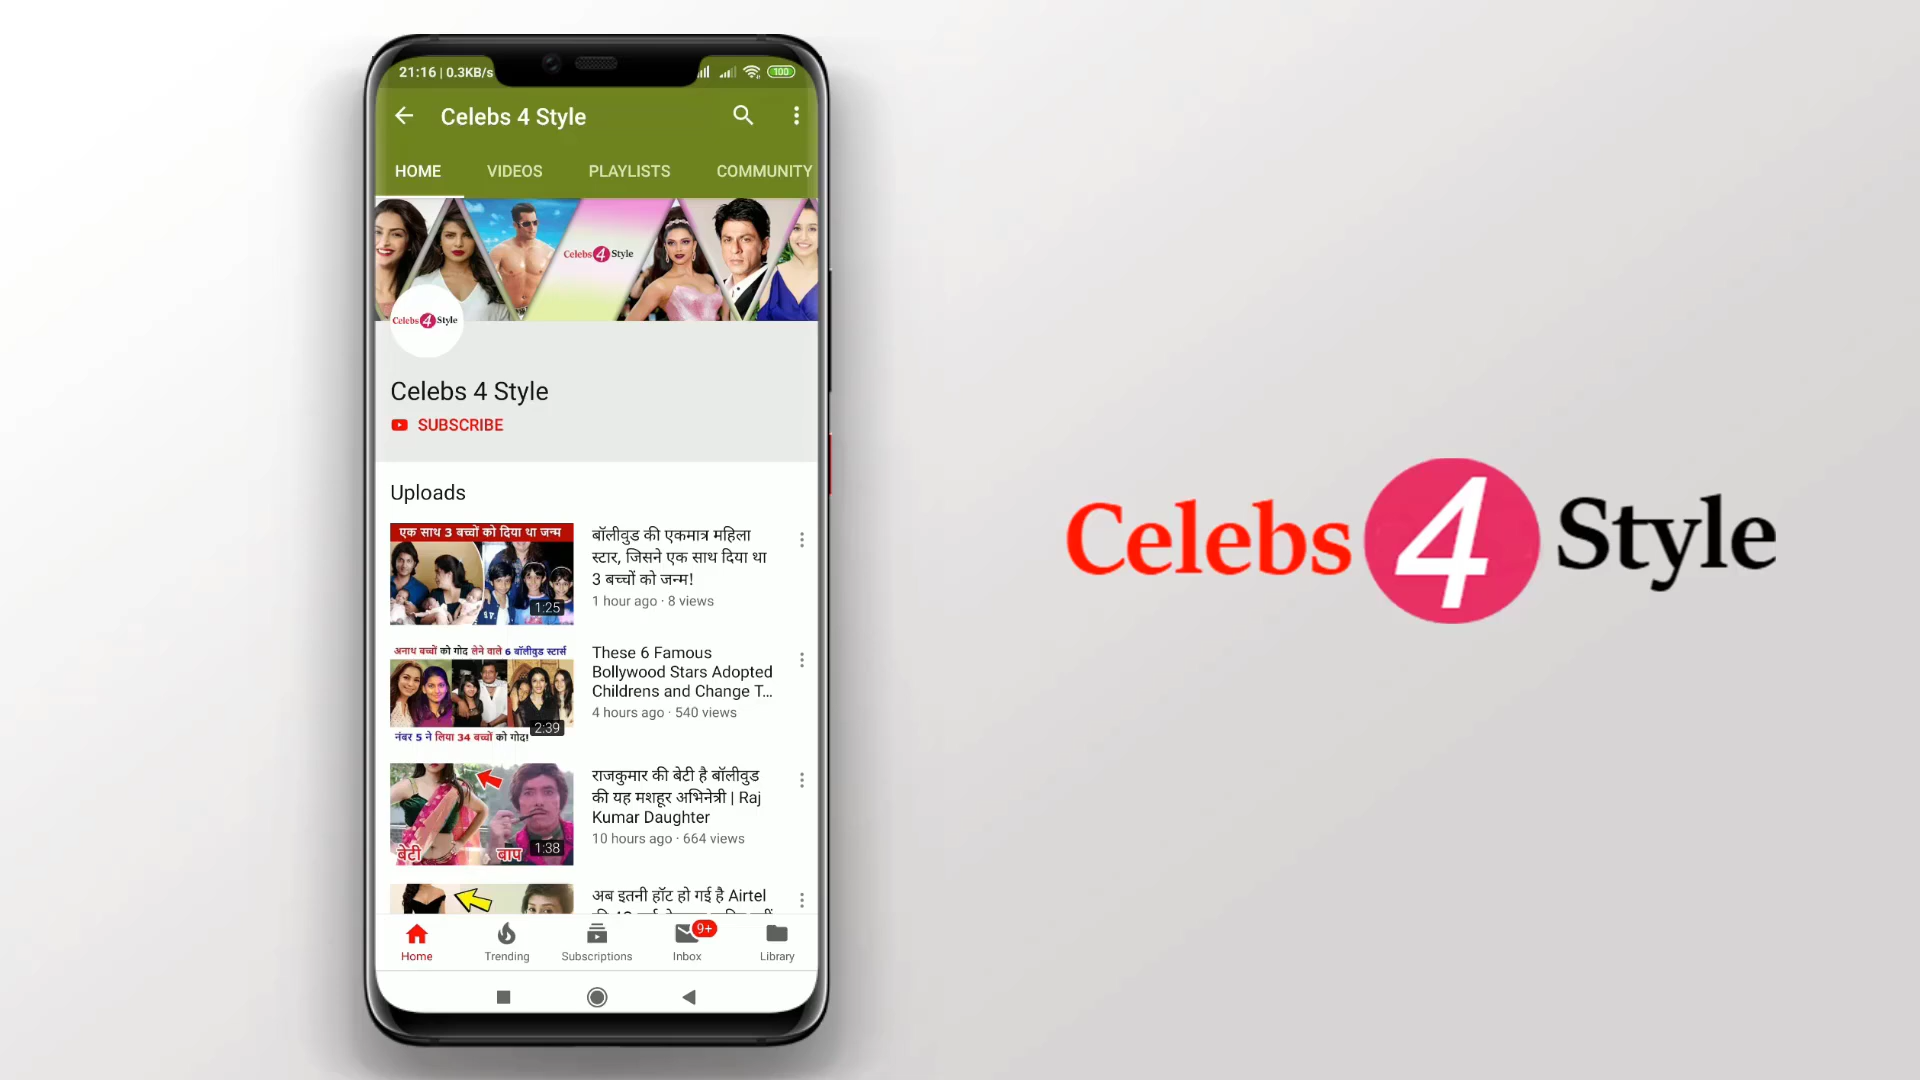 21:16 | 0.3KB/s
100
Celebs 4 Style
HOME VIDEOS PLAYLISTS COMMUNITY
Celebs 4 Style
Celebs 4 Style
Celebs 4 Style
SUBSCRIBE
Uploads
एक साथ 3 बच्चों को दिया था जन्म
1:25
बॉलीवुड की एकमात्र महिला
स्टार, जिसने एक साथ दिया था
3 बच्चों को जन्म!
1 hour ago · 8 views
अनाथ बच्चों को गोद लेने वाले 6 बॉलीवुड स्टार्स
2:39
नंबर 5 ने लिया 34 बच्चों को गोद!
These 6 Famous
Bollywood Stars Adopted
Childrens and Change T...
4 hours ago · 540 views
बेटी
बाप
1:38
राजकुमार की बेटी है बॉलीवुड
की यह मशहूर अभिनेत्री | Raj
Kumar Daughter
10 hours ago · 664 views
अब इतनी हॉट हो गई है Airtel
9+
Home Trending Subscriptions Inbox Library
Celebs 4 Style